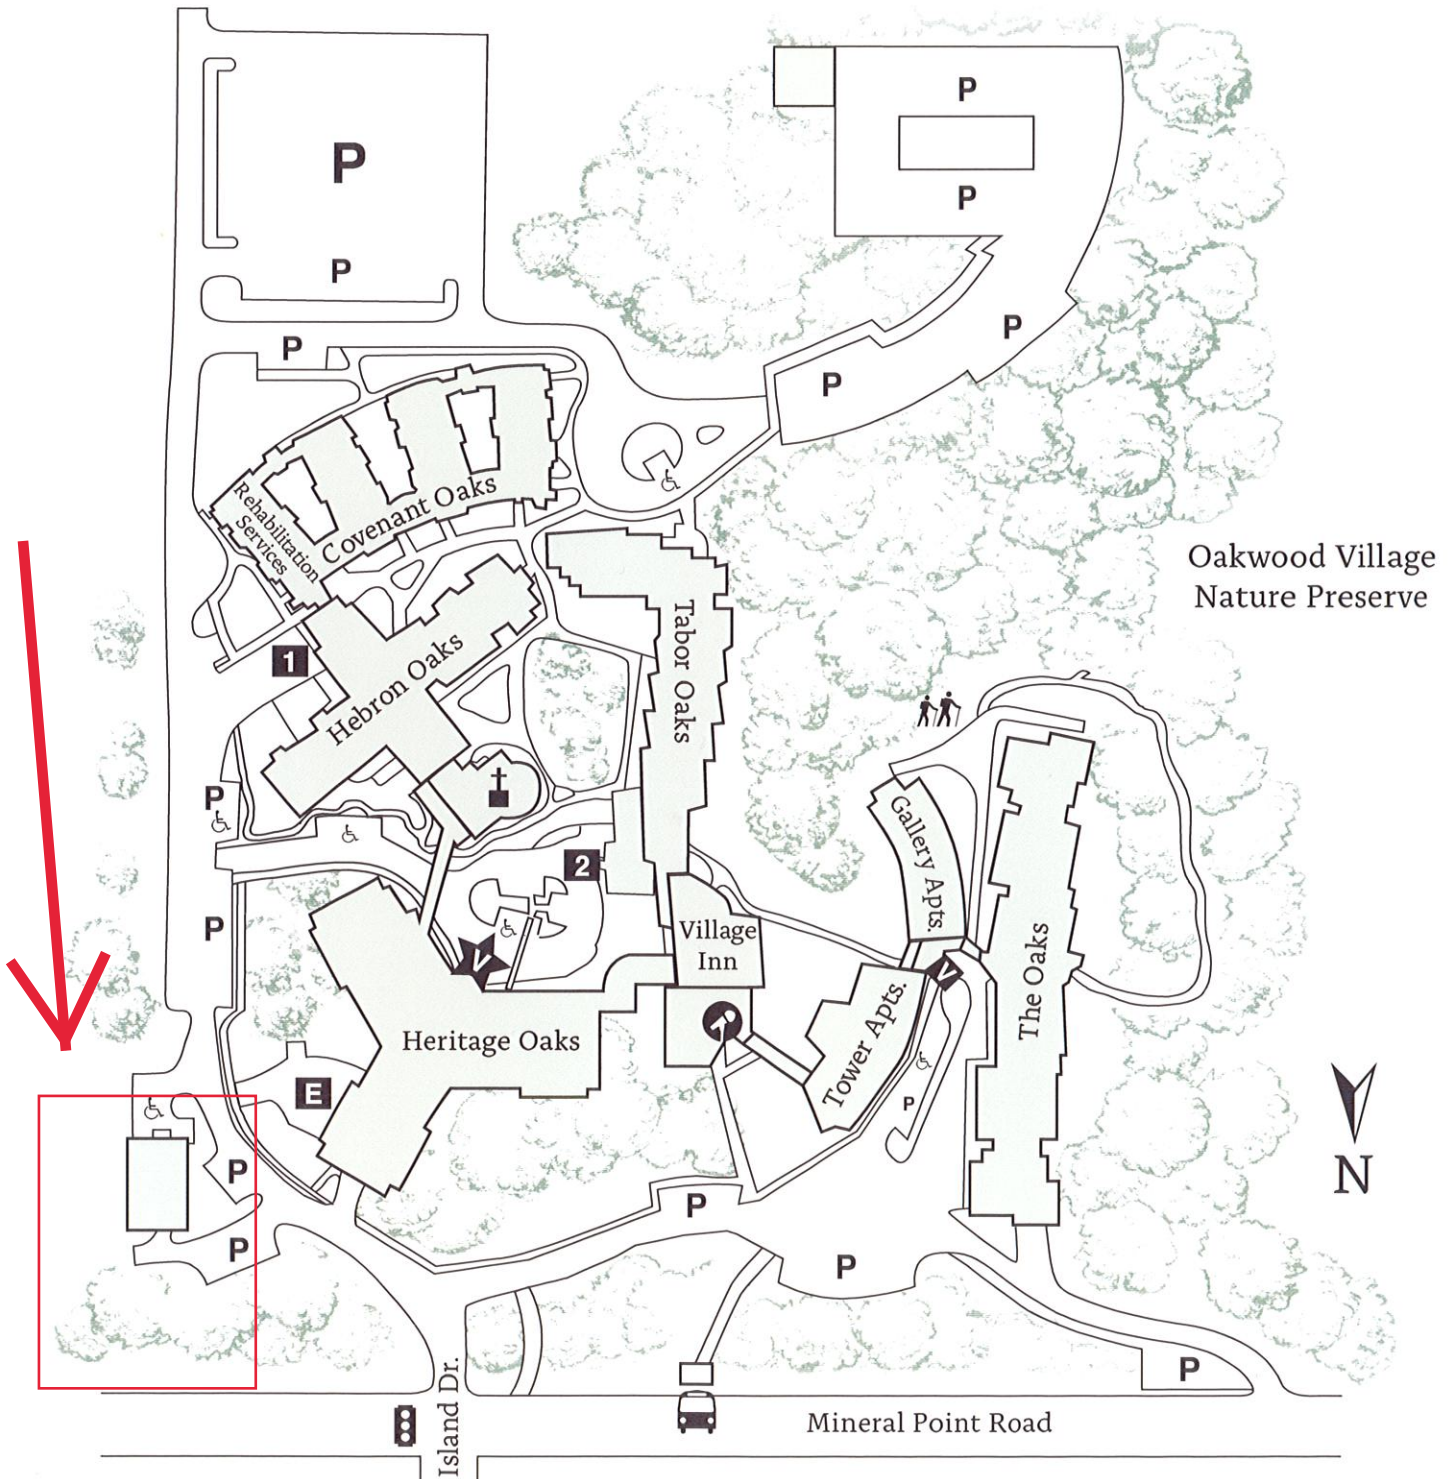 P
P
P
P
P
P
P
Rehabilitation
Services
Covenant Oaks
Oakwood Village
Nature Preserve
1
Hebron Oaks
Tabor Oaks
P
2
Gallery Apts.
P
Village
Inn
V
V
The Oaks
Heritage Oaks
Tower Apts.
E
P
P
P
P
P
N
P
Island Dr.
Mineral Point Road